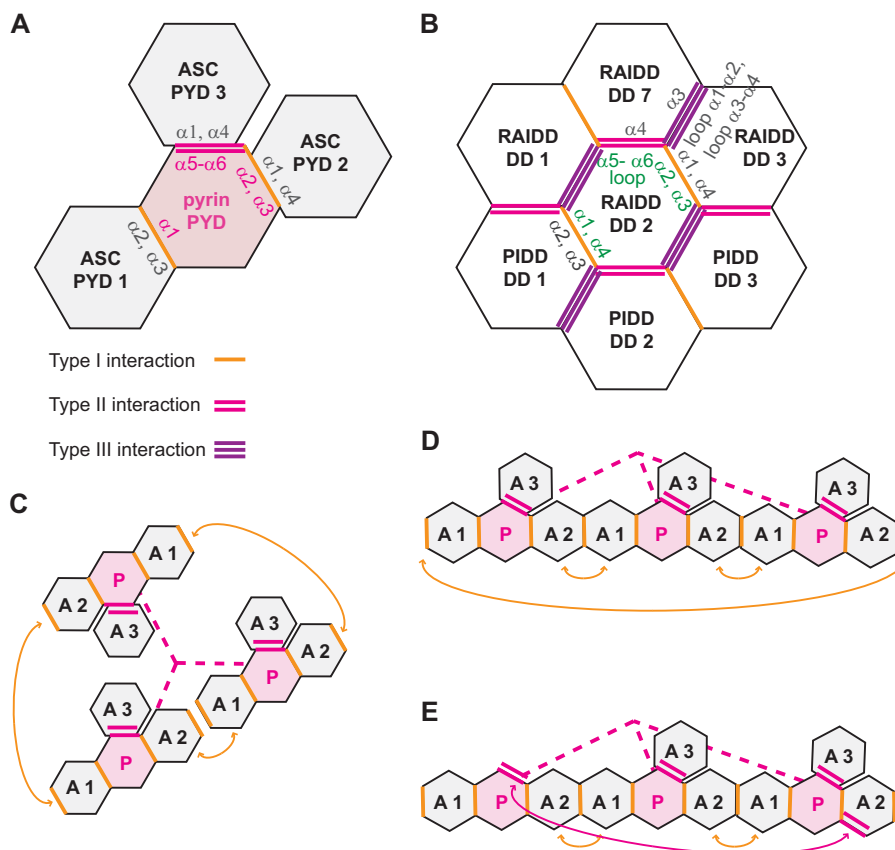 A
ASC
PYD 3
ASC
PYD 2
α1, α4
α5-α6
α2, α3
α1, α4
pyrin
PYD
α1
α2, α3
ASC
PYD 1
Type I interaction
Type II interaction
Type III interaction
B
RAIDD
DD 7
α3
loop α1-α2,
loop α3-α4
RAIDD
DD 1
α4
RAIDD
DD 3
α5- α6
loop
α2, α3
α1, α4
RAIDD
DD 2
α1, α4
α2, α3
PIDD
DD 1
PIDD
DD 3
PIDD
DD 2
C
A 1
P
A 2
A 3
A 3
P
A 2
A 1
A 3
A 2
P
A 1
D
A 3
A 3
A 3
A 1
P
A 2
A 1
P
A 2
A 1
P
A 2
E
A 3
A 3
A 1
P
A 2
A 1
P
A 2
A 1
P
A 2